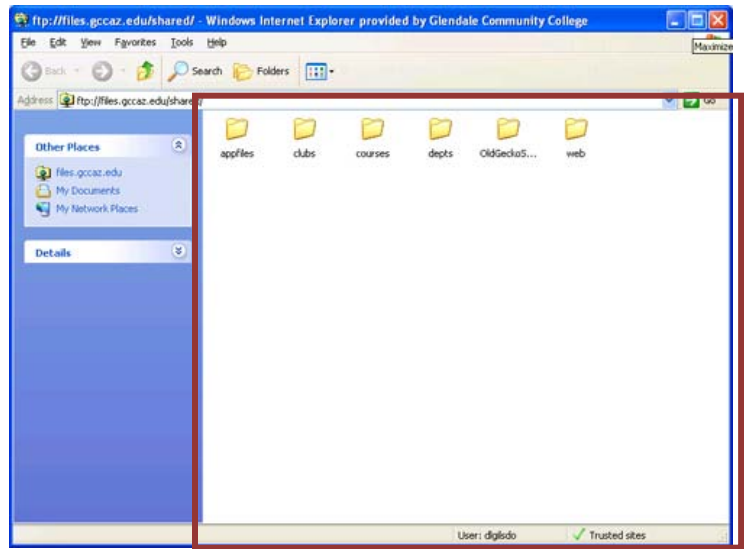 ftp://files.gccaz.edu/shared/ - Windows Internet Explorer provided by Glendale Community College
File Edit View Favorites Tools Help
Maximize
Back Search Folders
Address ftp://files.gccaz.edu/shared/ Go
appfiles clubs courses depts OldGeckoS... web
Other Places
files.gccaz.edu
My Documents
My Network Places
Details
User: digilsdo Trusted sites